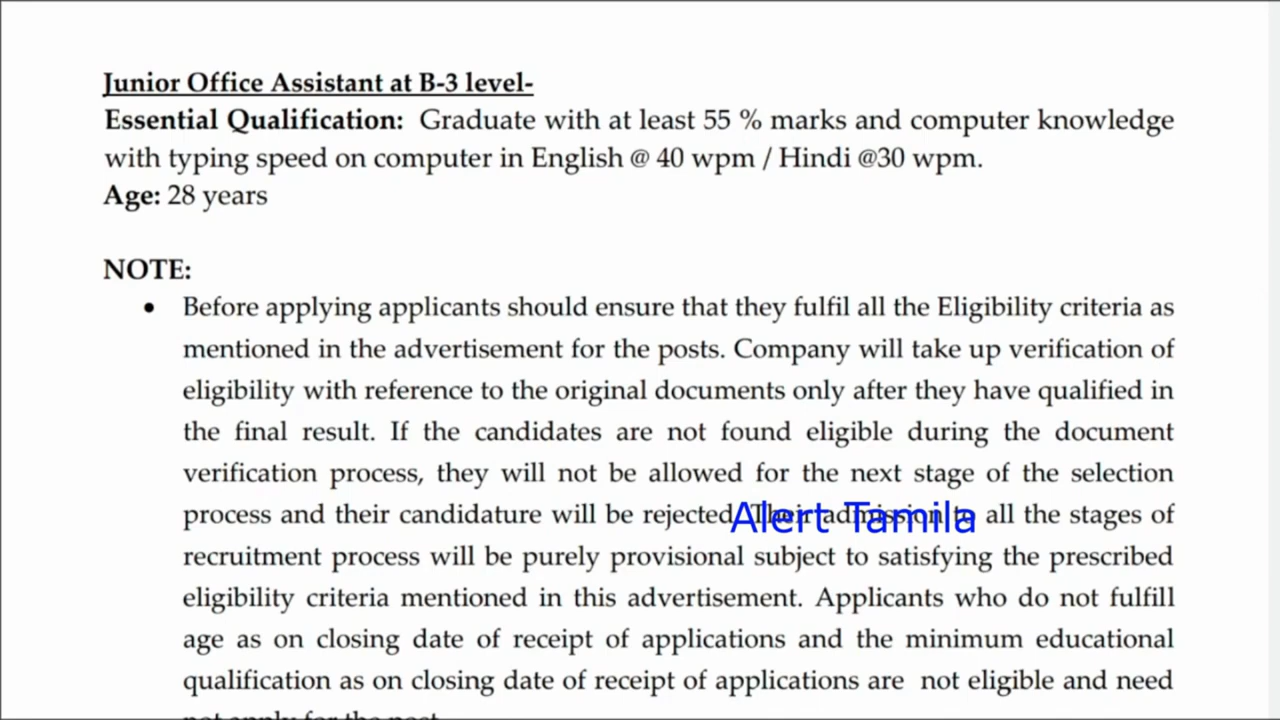 Junior Office Assistant at B-3 level-
Essential Qualification: Graduate with at least 55 % marks and computer knowledge
with typing speed on computer in English @ 40 wpm / Hindi @30 wpm.
Age: 28 years
NOTE:
• Before applying applicants should ensure that they fulfil all the Eligibility criteria as
mentioned in the advertisement for the posts. Company will take up verification of
eligibility with reference to the original documents only after they have qualified in
the final result. If the candidates are not found eligible during the document
verification process, they will not be allowed for the next stage of the selection
process and their candidature will be rejected. Their admission to all the stages of
Alert Tamila
recruitment process will be purely provisional subject to satisfying the prescribed
eligibility criteria mentioned in this advertisement. Applicants who do not fulfill
age as on closing date of receipt of applications and the minimum educational
qualification as on closing date of receipt of applications are not eligible and need
not apply for the post.